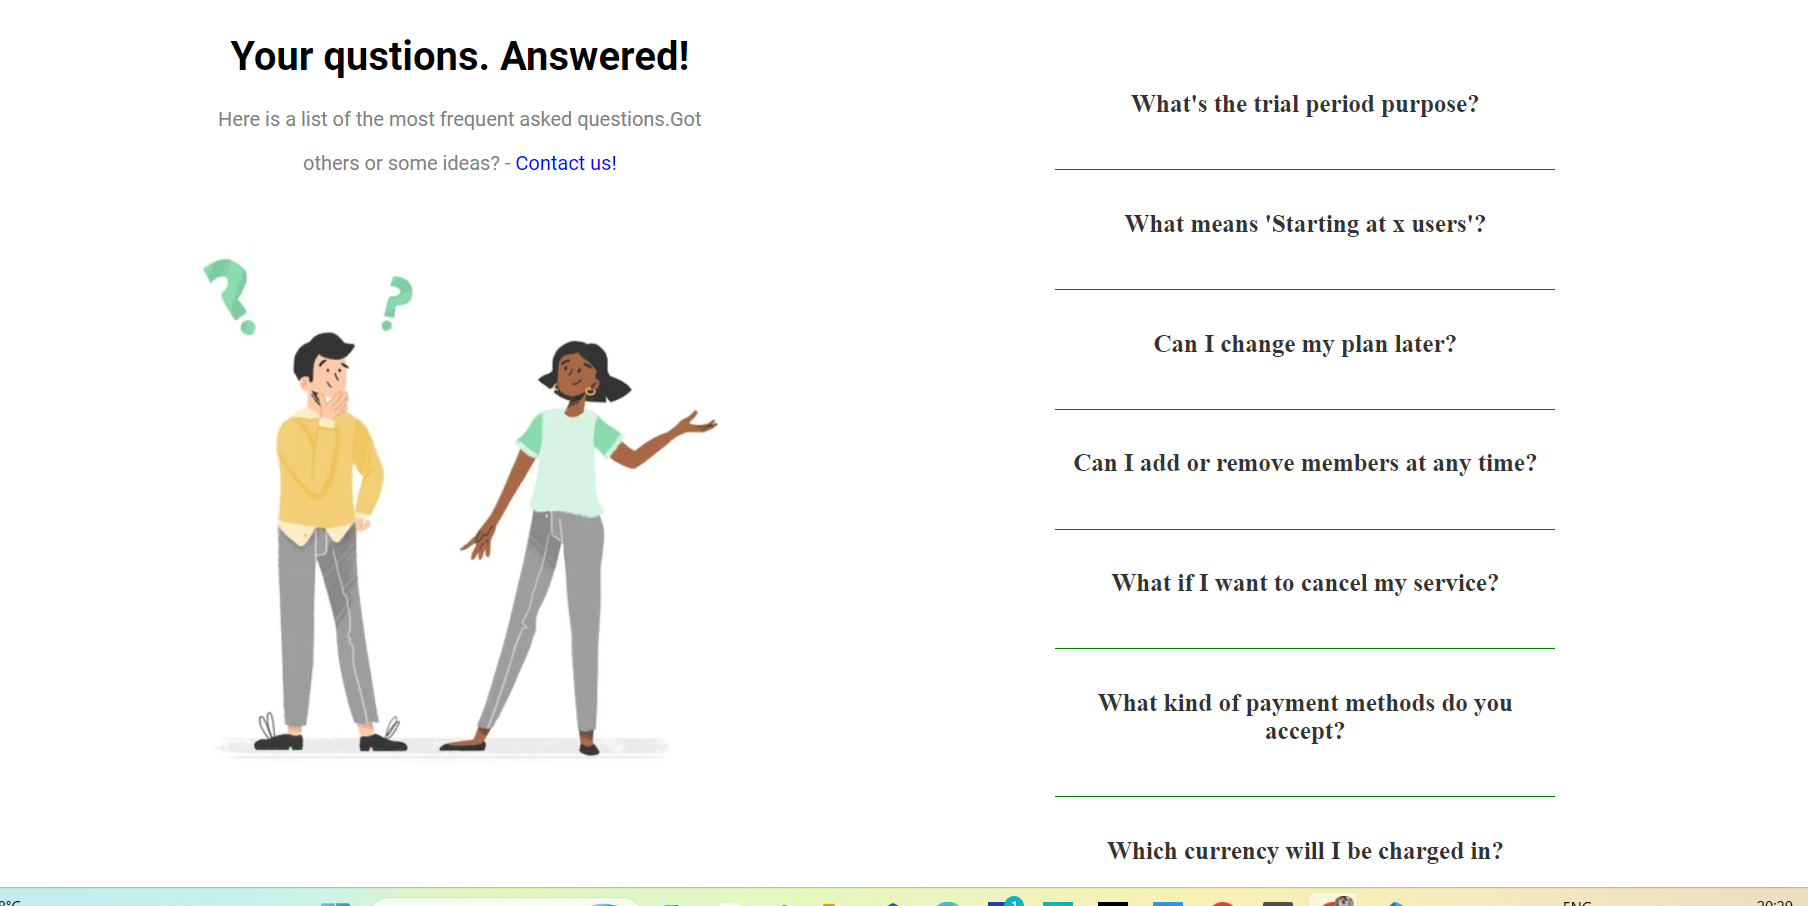 Your qustions. Answered!
Here is a list of the most frequent asked questions.Got
others or some ideas? - Contact us!
What's the trial period purpose?
What means 'Starting at x users'?
Can I change my plan later?
Can I add or remove members at any time?
What if I want to cancel my service?
What kind of payment methods do you
accept?
Which currency will I be charged in?
1